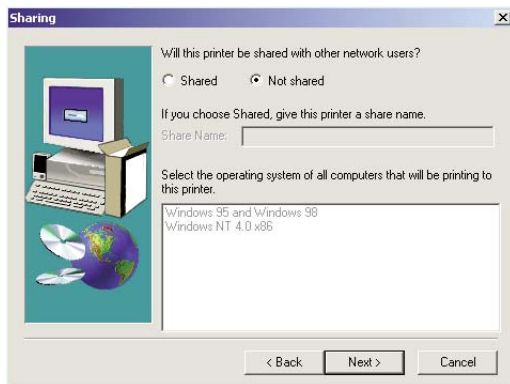 Sharing
Will this printer be shared with other network users?
Shared
Not shared
If you choose Shared, give this printer a share name.
Share Name:
Select the operating system of all computers that will be printing to
this printer.
Windows 95 and Windows 98
Windows NT 4.0 x86
< Back
Next >
Cancel